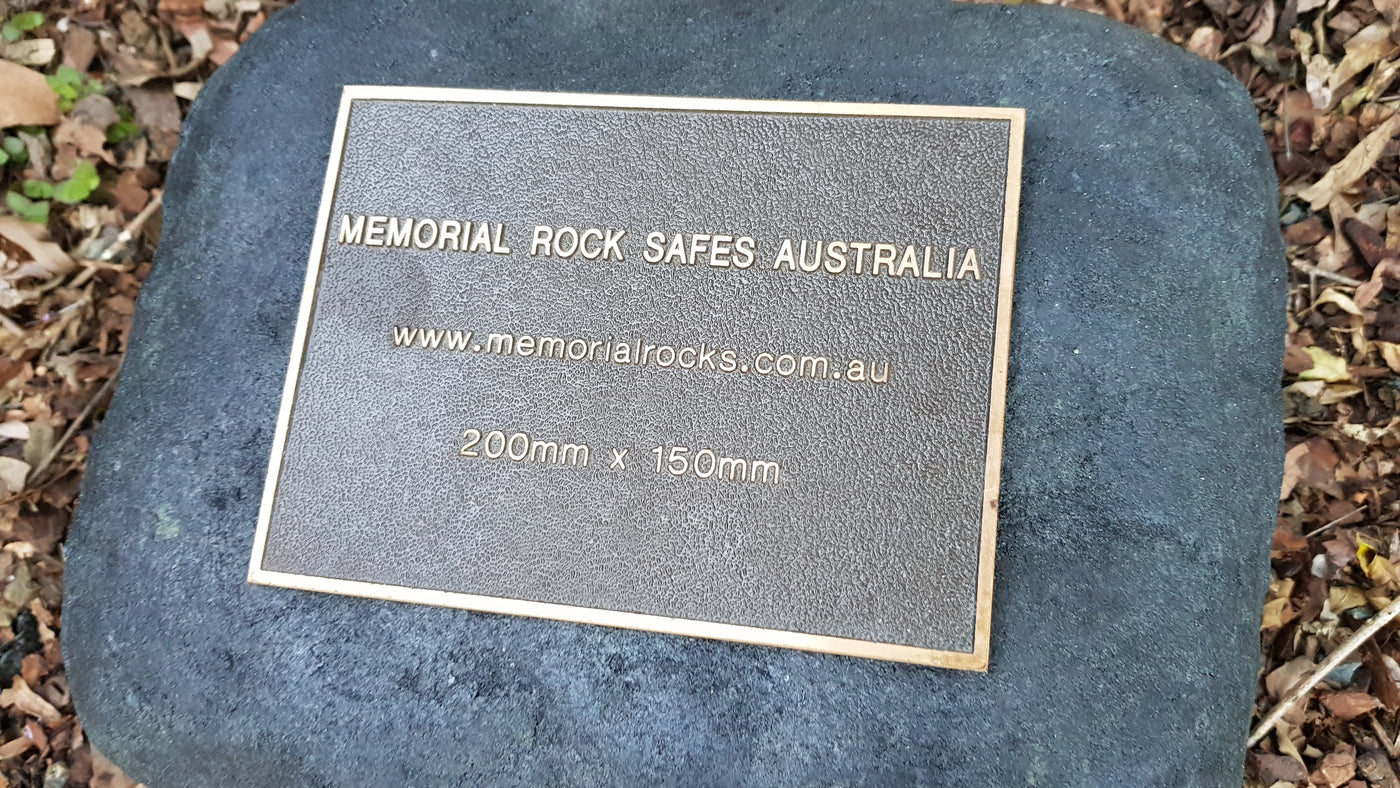 MEMORIAL ROCK SAFES AUSTRALIA
www.memorialrocks.com.au
200mm x 150mm